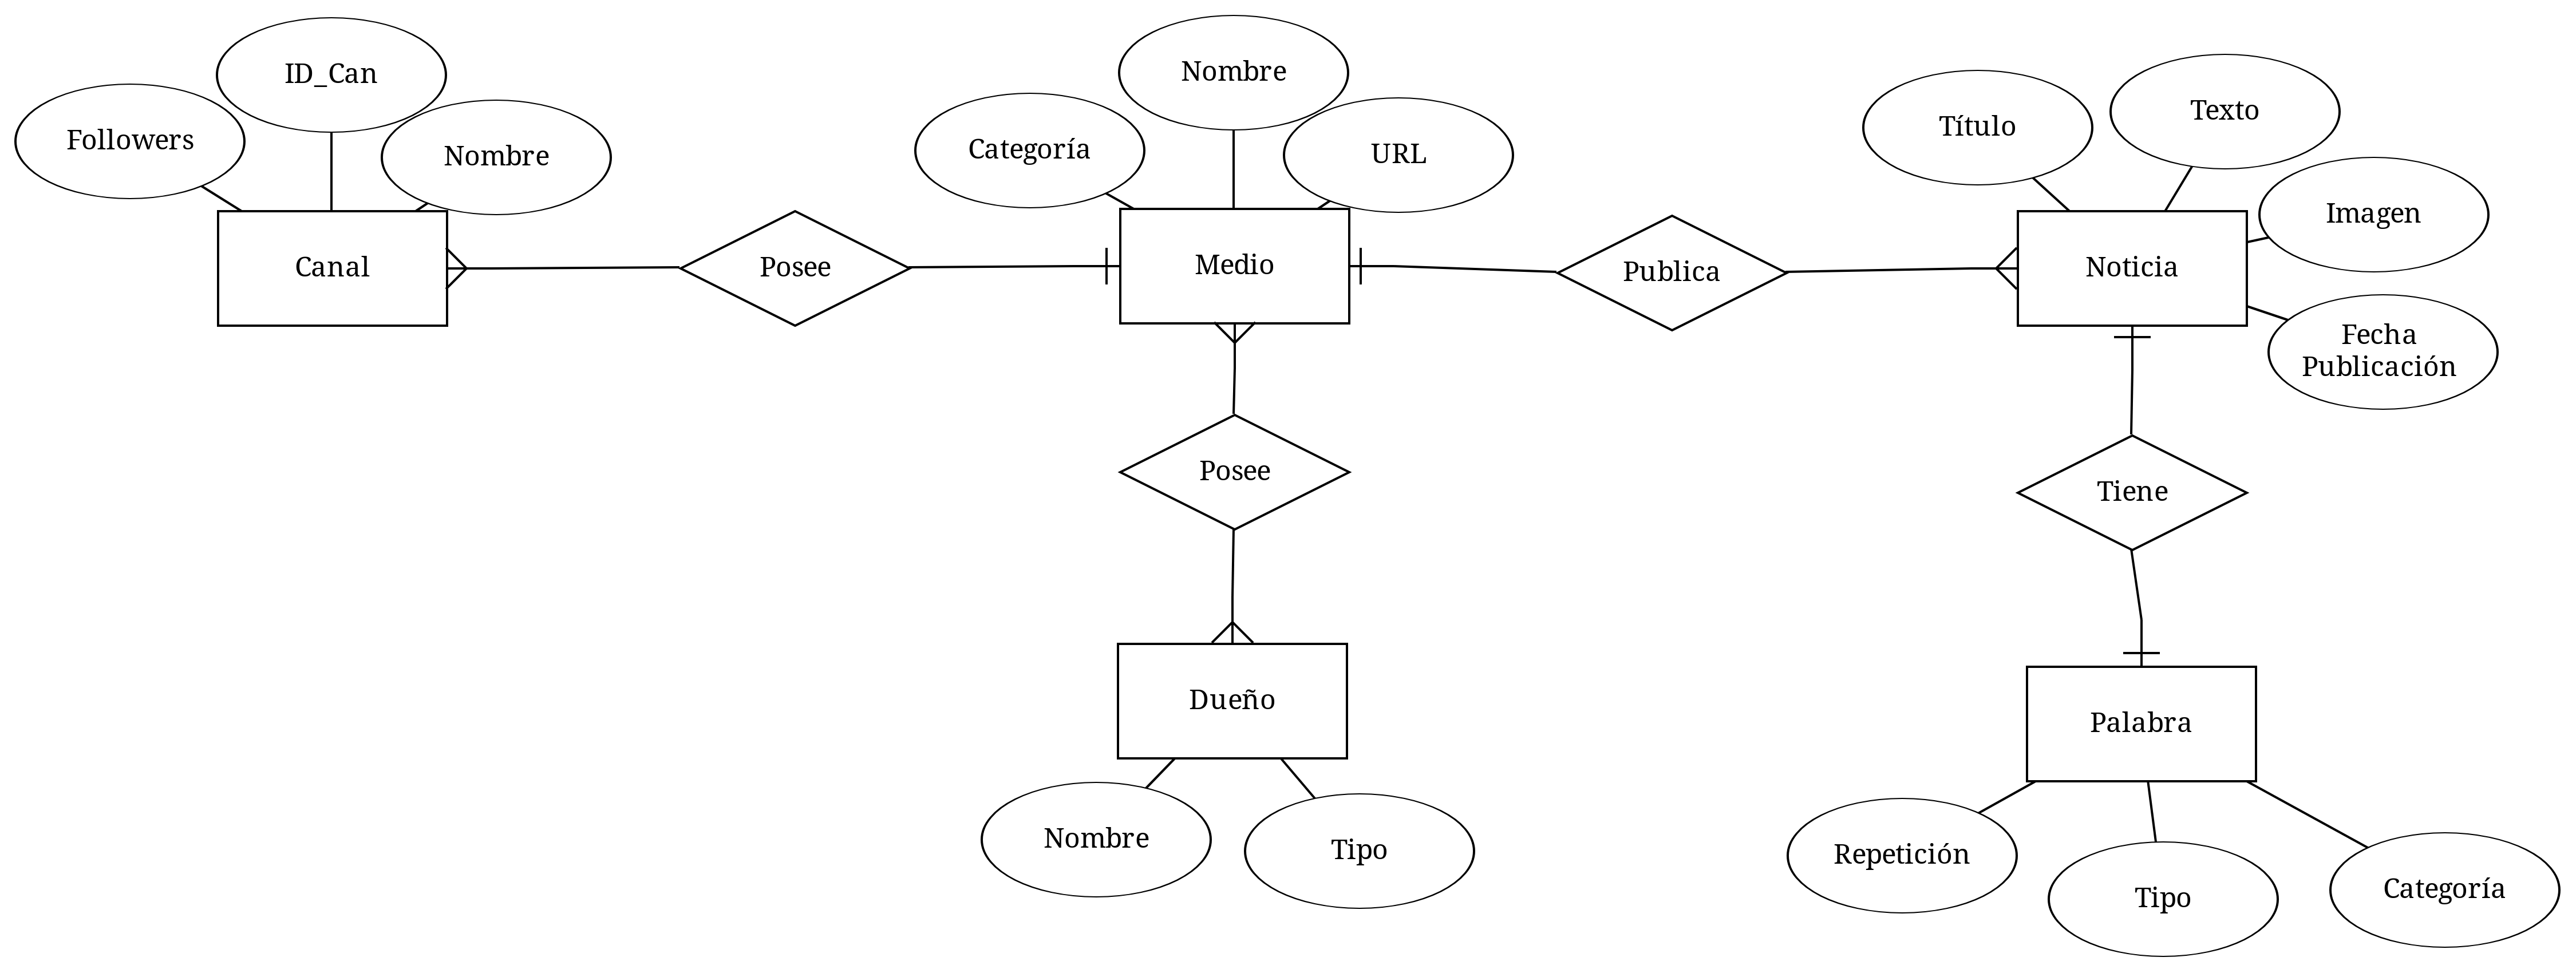 Followers
ID_Can
Nombre
Canal
Posee
Categoría
Nombre
URL
Medio
Publica
Título
Texto
Imagen
Fecha
Publicación
Noticia
Posee
Tiene
Dueño
Nombre
Tipo
Palabra
Repetición
Tipo
Categoría